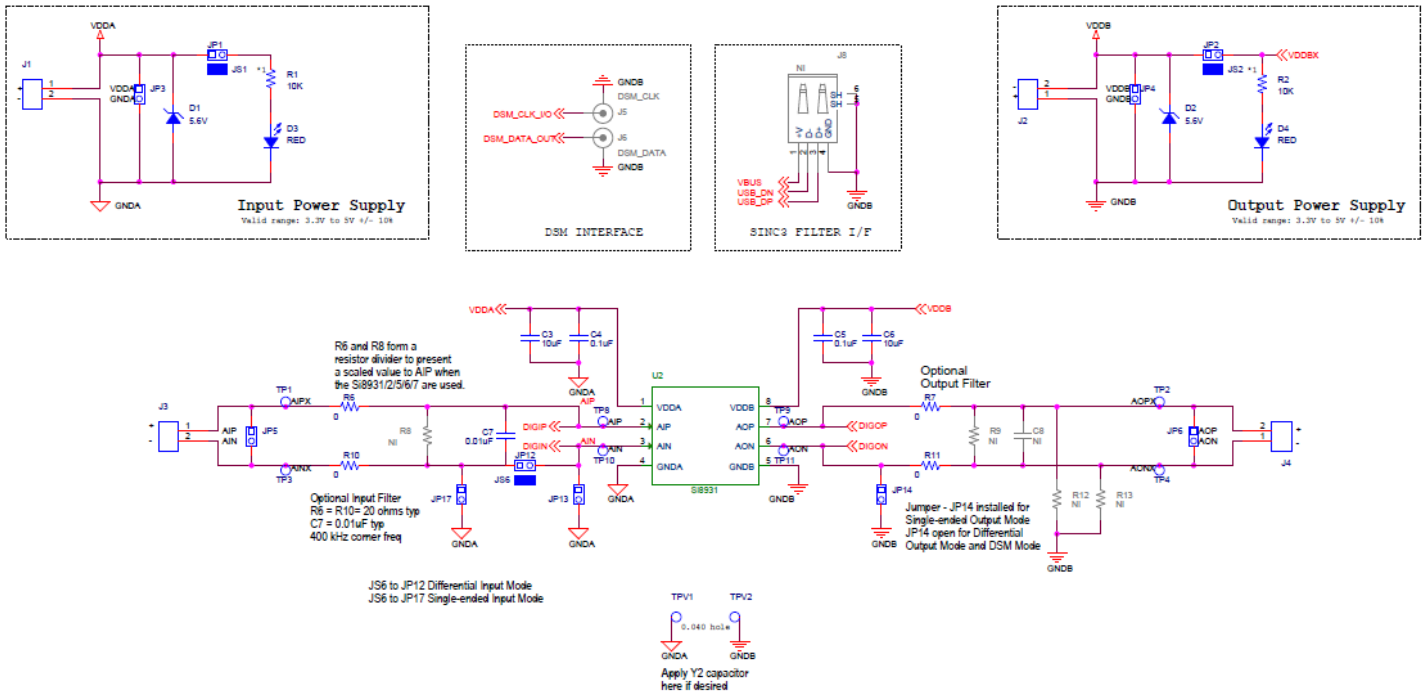 VDDA
J1
+
-
1
2
VDDA
GNDA
JP3
D1
5.6V
JP1
JS1
*1
R1
10K
D3
RED
GNDA
Input Power Supply
Valid range: 3.3V to 5V +/- 10%
GNDB
DSM_CLK
DSM_CLK_I/O
J5
J6
DSM_DATA_OUT
DSM_DATA
GNDB
DSM INTERFACE
J8
NI
SH
SH
6
5
+V
D-
D+
GND
1
2
3
4
VBUS
USB_DN
USB_DP
GNDB
SINC3 FILTER I/F
VDDB
J2
-
+
2
1
VDDB
GNDB
JP4
D2
5.6V
JP2
JS2
*1
VDDBX
R2
10K
D4
RED
GNDB
Output Power Supply
Valid range: 3.3V to 5V +/- 10%
VDDA
C3
10uF
C4
0.1uF
GNDA
C5
0.1uF
C6
10uF
VDDB
GNDB
R6 and R8 form a
resistor divider to present
a scaled value to AIP when
the Si8931/2/5/6/7 are used.
J3
+
-
1
2
AIP
AIN
JP5
TP1
AIPX
R6
0
R8
NI
C7
0.01uF
DIGIP
AIP
TP8
AIP
DIGIN
AIN
AIN
TP10
JP12
JS6
TP3
AINX
R10
0
JP17
GNDA
JP13
GNDA
GNDA
U2
1
2
3
4
VDDA
AIP
AIN
GNDA
VDDB
AOP
AON
GNDB
8
7
6
5
Si8931
TP9
AOP
AON
TP11
GNDB
DIGOP
DIGON
Optional
Output Filter
R7
0
R11
0
R9
NI
C8
NI
TP2
AOPX
AONX
TP4
JP6
AOP
AON
2
1
+
-
J4
JP14
GNDB
R12
NI
R13
NI
GNDB
Jumper - JP14 installed for
Single-ended Output Mode
JP14 open for Differential
Output Mode and DSM Mode
Optional Input Filter
R6 = R10= 20 ohms typ
C7 = 0.01uF typ
400 kHz corner freq
JS6 to JP12 Differential Input Mode
JS6 to JP17 Single-ended Input Mode
TPV1
TPV2
0.040 hole
GNDA
GNDB
Apply Y2 capacitor
here if desired